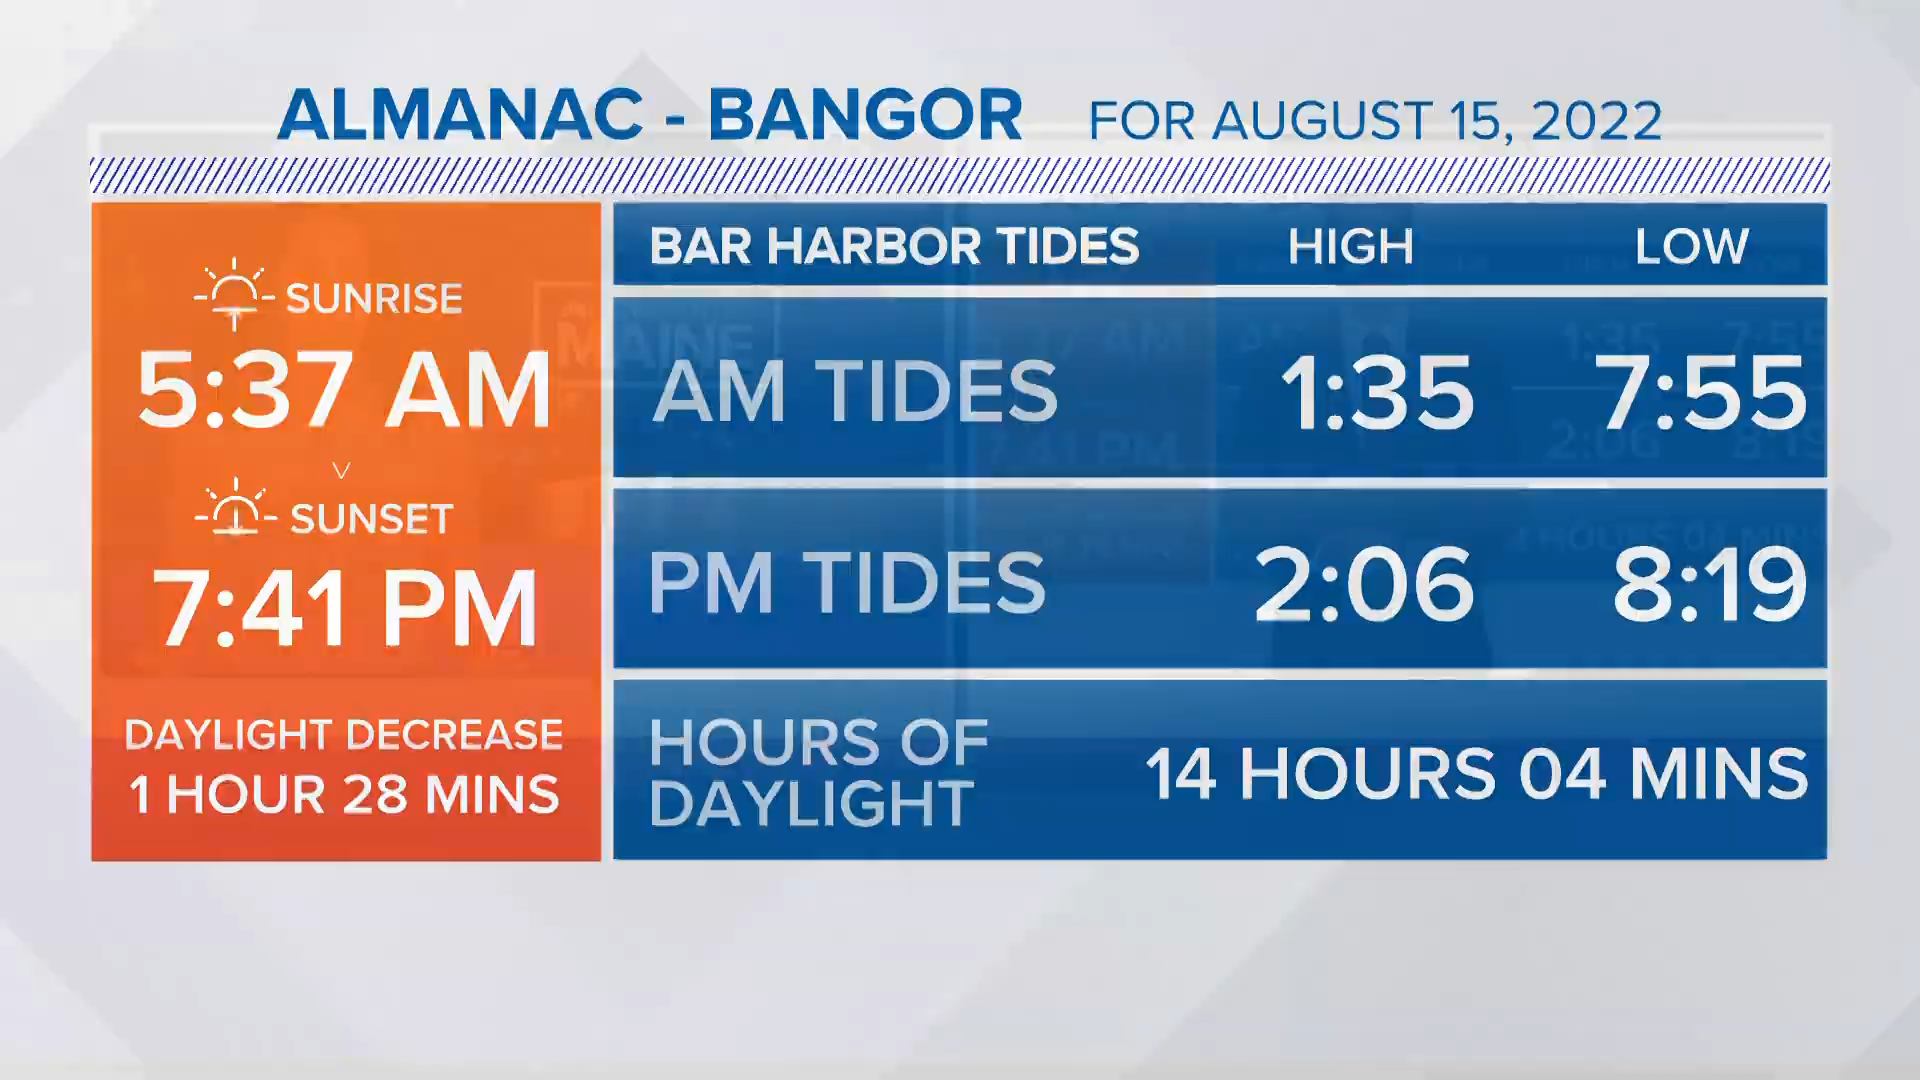 ALMANAC - BANGOR FOR AUGUST 15, 2022
SUNRISE
5:37 AM
SUNSET
7:41 PM
DAYLIGHT DECREASE
1 HOUR 28 MINS
BAR HARBOR TIDES HIGH LOW
AM TIDES 1:35 7:55
PM TIDES 2:06 8:19
HOURS OF
DAYLIGHT
14 HOURS 04 MINS
MAINE